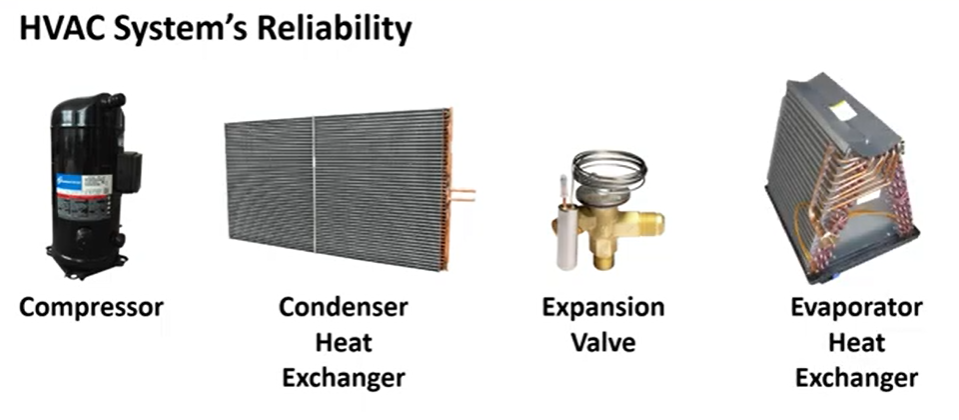 HVAC System's Reliability
Compressor
Condenser
Heat
Exchanger
Expansion
Valve
Evaporator
Heat
Exchanger